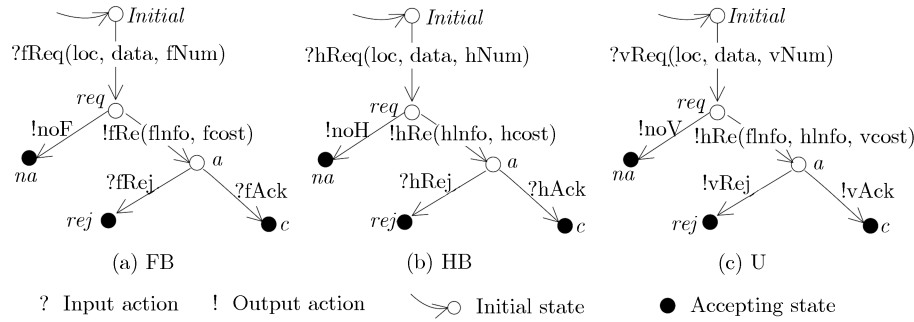 Initial Initial Initial
?fReq(loc, data, fNum) ?hReq(loc, data, hNum) ?vReq(loc, data, vNum)
req req req
!noF !fRe(fInfo, fcost) !noH !hRe(hInfo, hcost) !noV !hRe(fInfo, hInfo, vcost)
na a na a na a
?fRej ?fAck ?hRej ?hAck !vRej !vAck
rej c rej c rej c
(a) FB (b) HB (c) U
? Input action ! Output action Initial state Accepting state